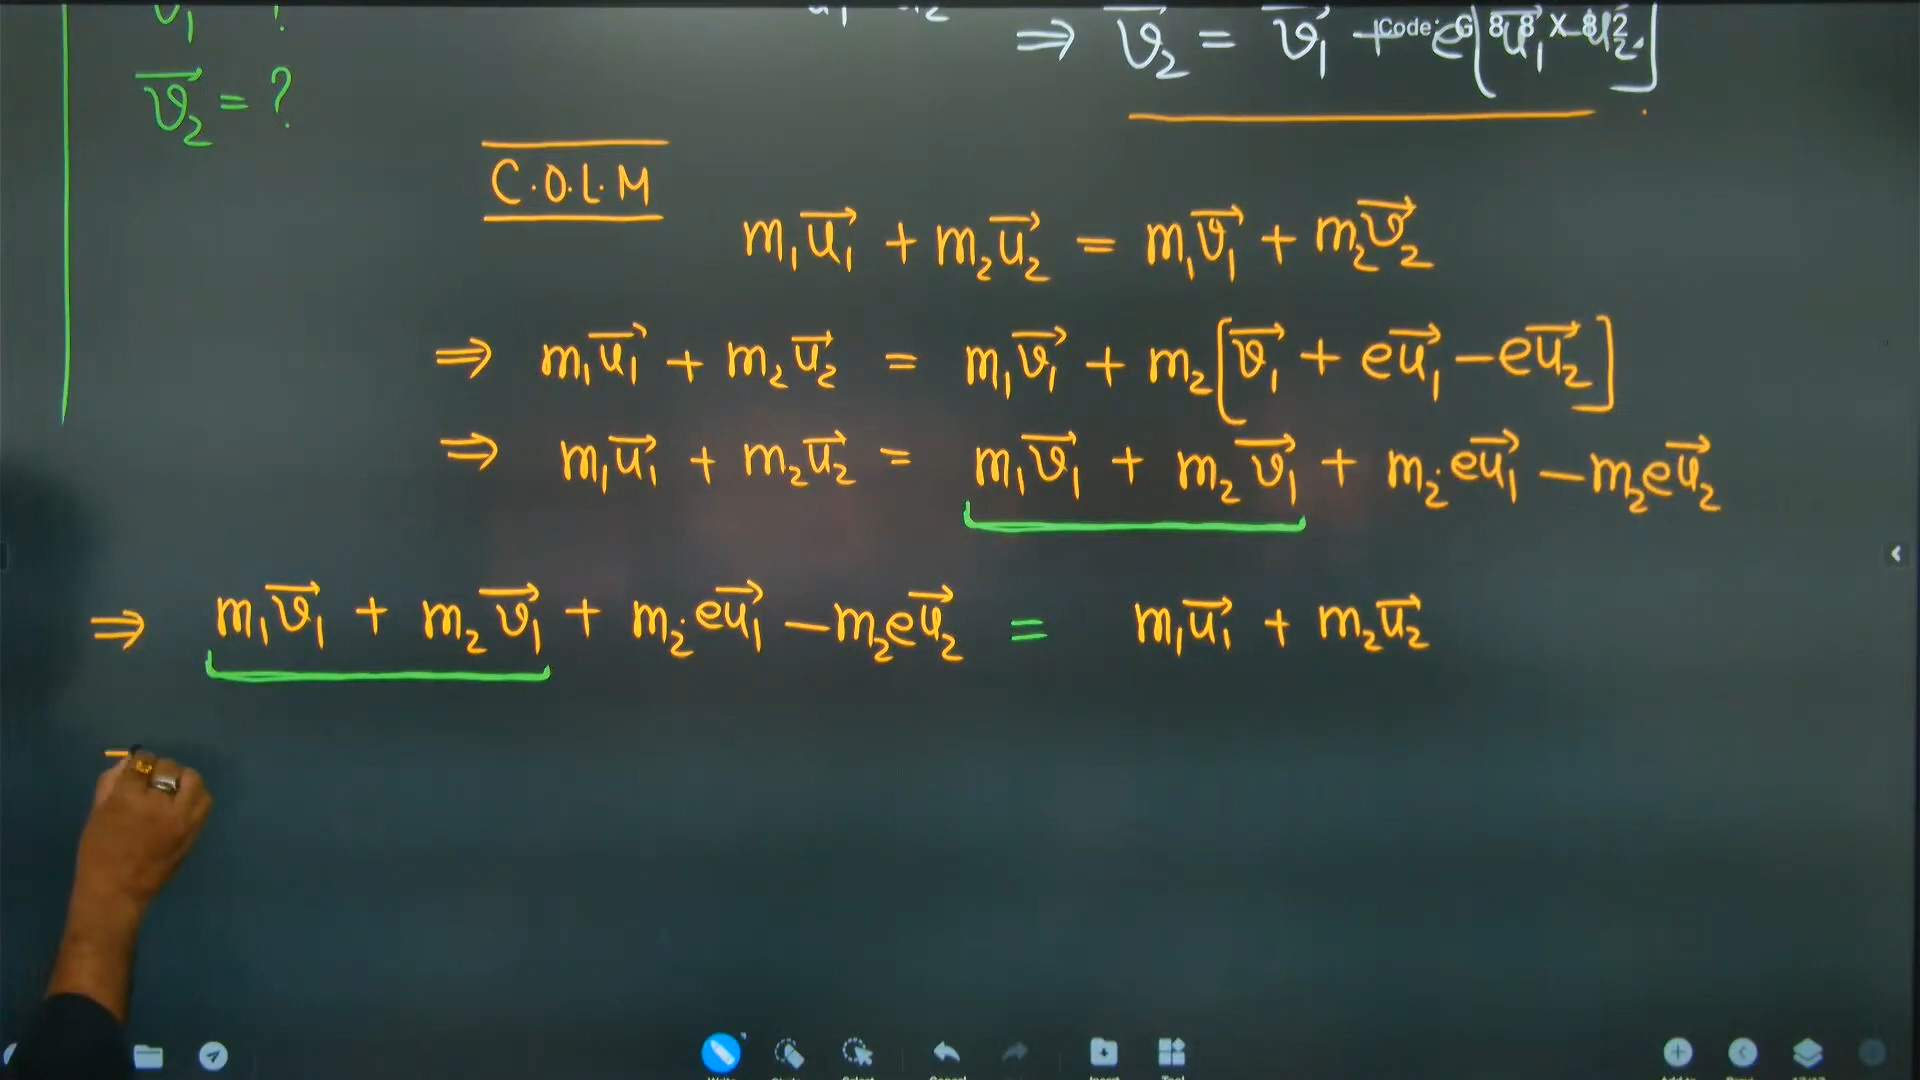 v⃗₂ = ?
⇒ v⃗₂ = v⃗₁ + e[u⃗₁ - u⃗₂]
C.O.L.M
m₁u⃗₁ + m₂u⃗₂ = m₁v⃗₁ + m₂v⃗₂
⇒ m₁u⃗₁ + m₂u⃗₂ = m₁v⃗₁ + m₂[v⃗₁ + eu⃗₁ - eu⃗₂]
⇒ m₁u⃗₁ + m₂u⃗₂ = m₁v⃗₁ + m₂v⃗₁ + m₂eu⃗₁ - m₂eu⃗₂
⇒ m₁v⃗₁ + m₂v⃗₁ + m₂eu⃗₁ - m₂eu⃗₂ = m₁u⃗₁ + m₂u⃗₂